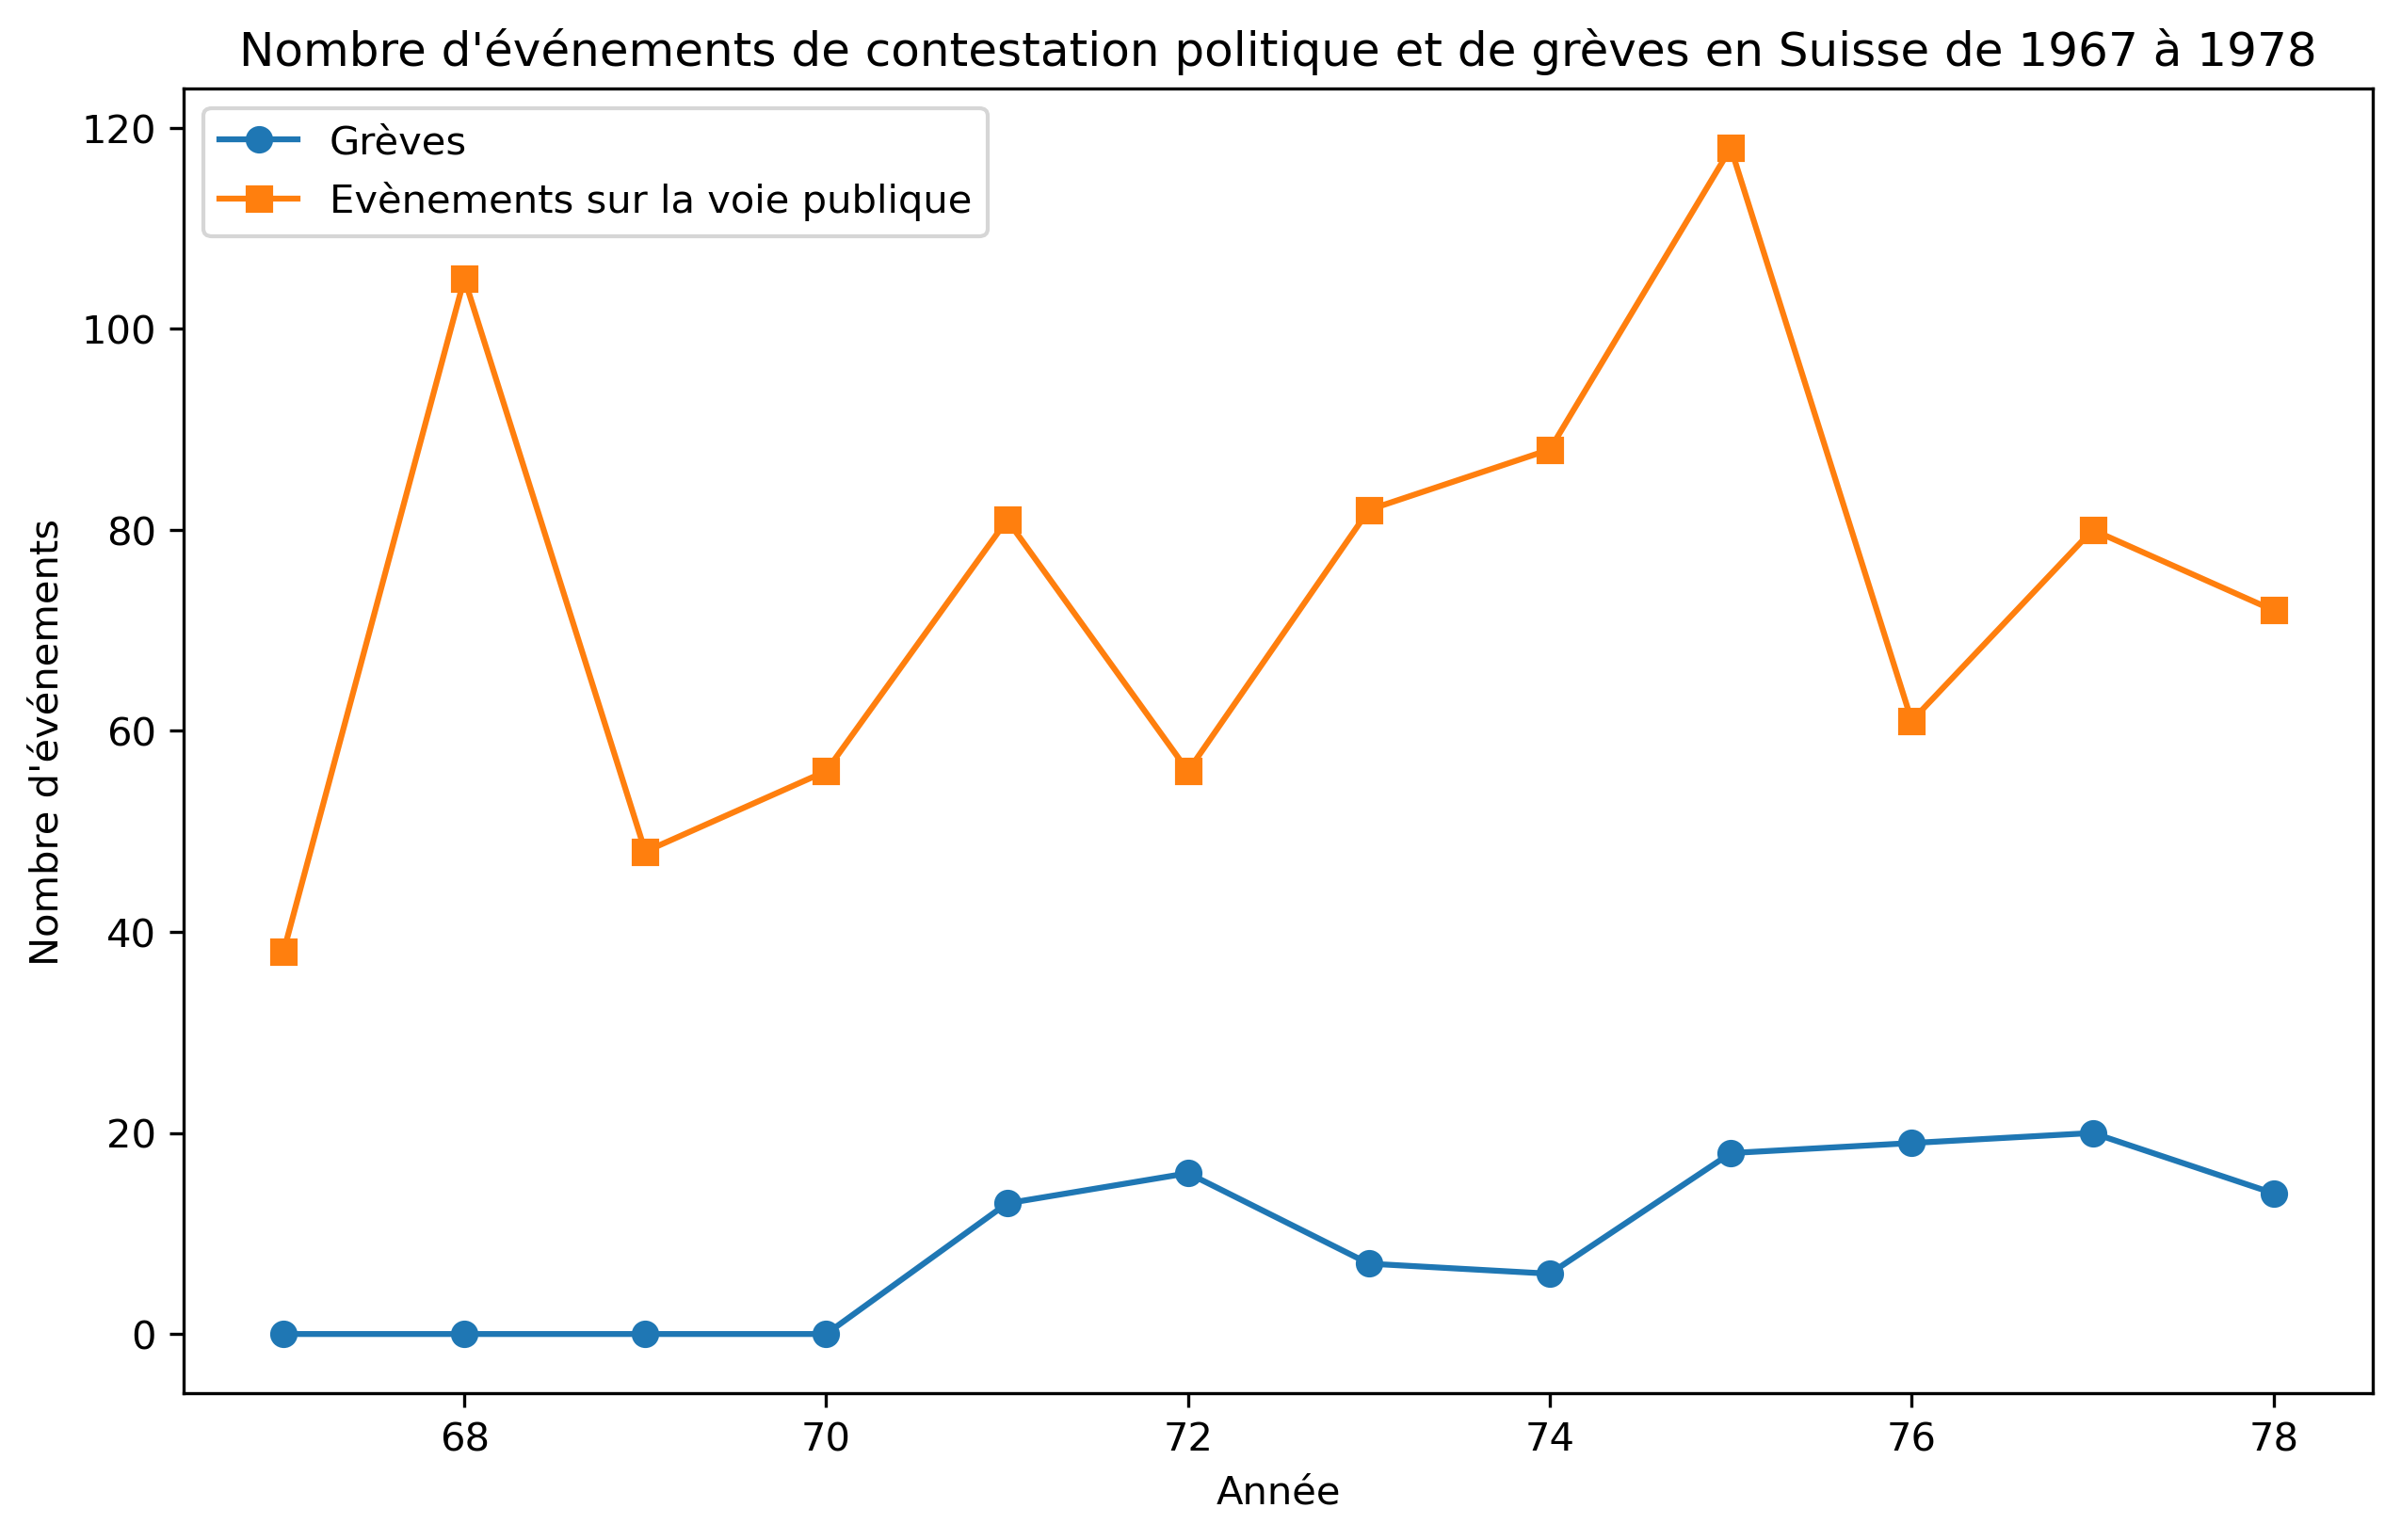 Nombre d'événements de contestation politique et de grèves en Suisse de 1967 à 1978
Grèves
Evènements sur la voie publique
120
100
80
60
40
20
0
Nombre d'événements
68 70 72 74 76 78
Année